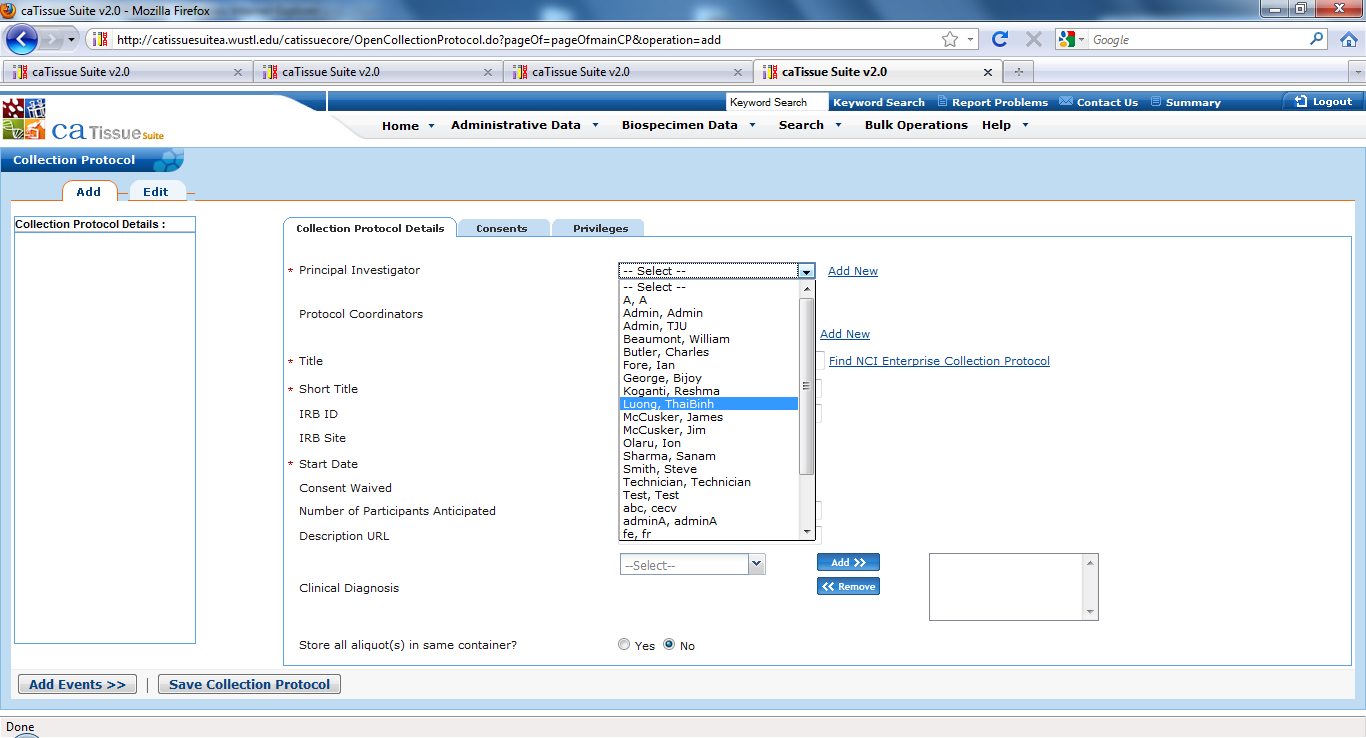 caTissue Suite v2.0 - Mozilla Firefox
http://catissuesuitea.wustl.edu/catissuecore/OpenCollectionProtocol.do?pageOf=pageOfmainCP&operation=add
Google
caTissue Suite v2.0
caTissue Suite v2.0
caTissue Suite v2.0
caTissue Suite v2.0
Keyword Search
Keyword Search
Report Problems
Contact Us
Summary
Logout
ca Tissue Suite
Home
Administrative Data
Biospecimen Data
Search
Bulk Operations
Help
Collection Protocol
Add
Edit
Collection Protocol Details :
Collection Protocol Details
Consents
Privileges
* Principal Investigator
-- Select --
Add New
-- Select --
A, A
Admin, Admin
Admin, TJU
Beaumont, William
Butler, Charles
Fore, Ian
George, Bijoy
Koganti, Reshma
Luong, ThaiBinh
McCusker, James
McCusker, Jim
Olaru, Ion
Sharma, Sanam
Smith, Steve
Technician, Technician
Test, Test
abc, cecv
adminA, adminA
fe, fr
Protocol Coordinators
Add New
* Title
Find NCI Enterprise Collection Protocol
* Short Title
IRB ID
IRB Site
* Start Date
Consent Waived
Number of Participants Anticipated
Description URL
Clinical Diagnosis
--Select--
Add >>
<< Remove
Store all aliquot(s) in same container?
Yes
No
Add Events >>
|
Save Collection Protocol
Done